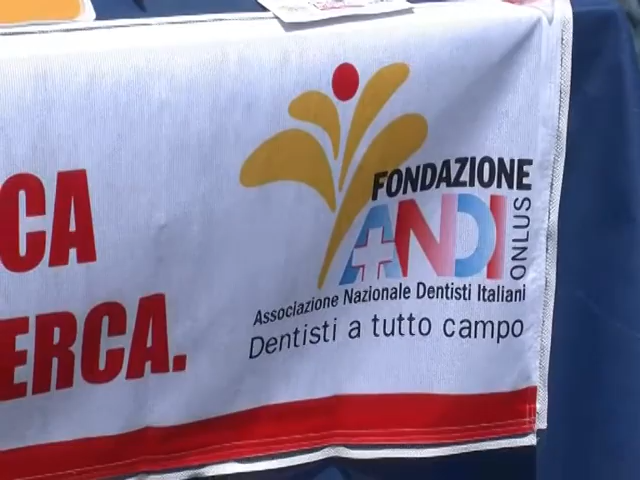 CA
ERCA.
FONDAZIONE
ANDI
ONLUS
Associazione Nazionale Dentisti Italiani
Dentisti a tutto campo